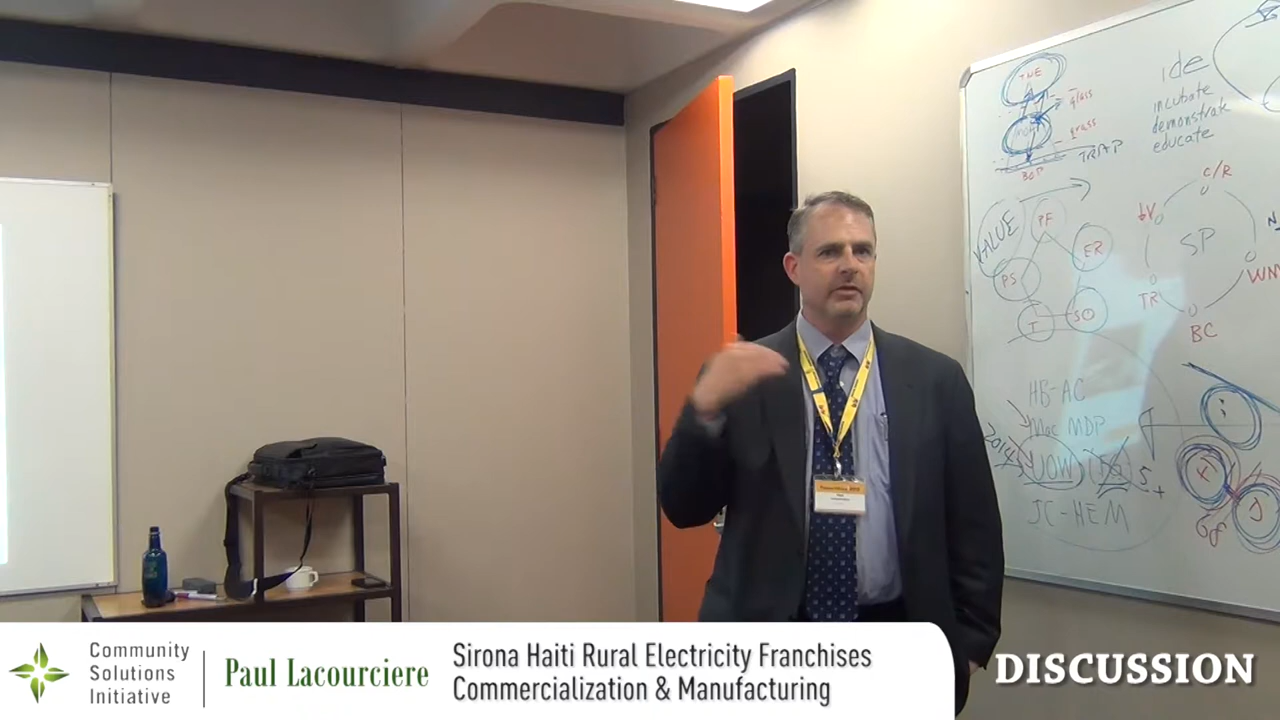 TNE
glass
grass
TRAP
BOP
ide
incubate
demonstrate
educate
VALUE
PF
ER
PS
T
SO
C/R
SP
TR
BC
HB-AC
Mac MDP
2014
UOW
JC-HEM
Community
Solutions
Initiative
Paul Lacourciere
Sirona Haiti Rural Electricity Franchises
Commercialization & Manufacturing
DISCUSSION